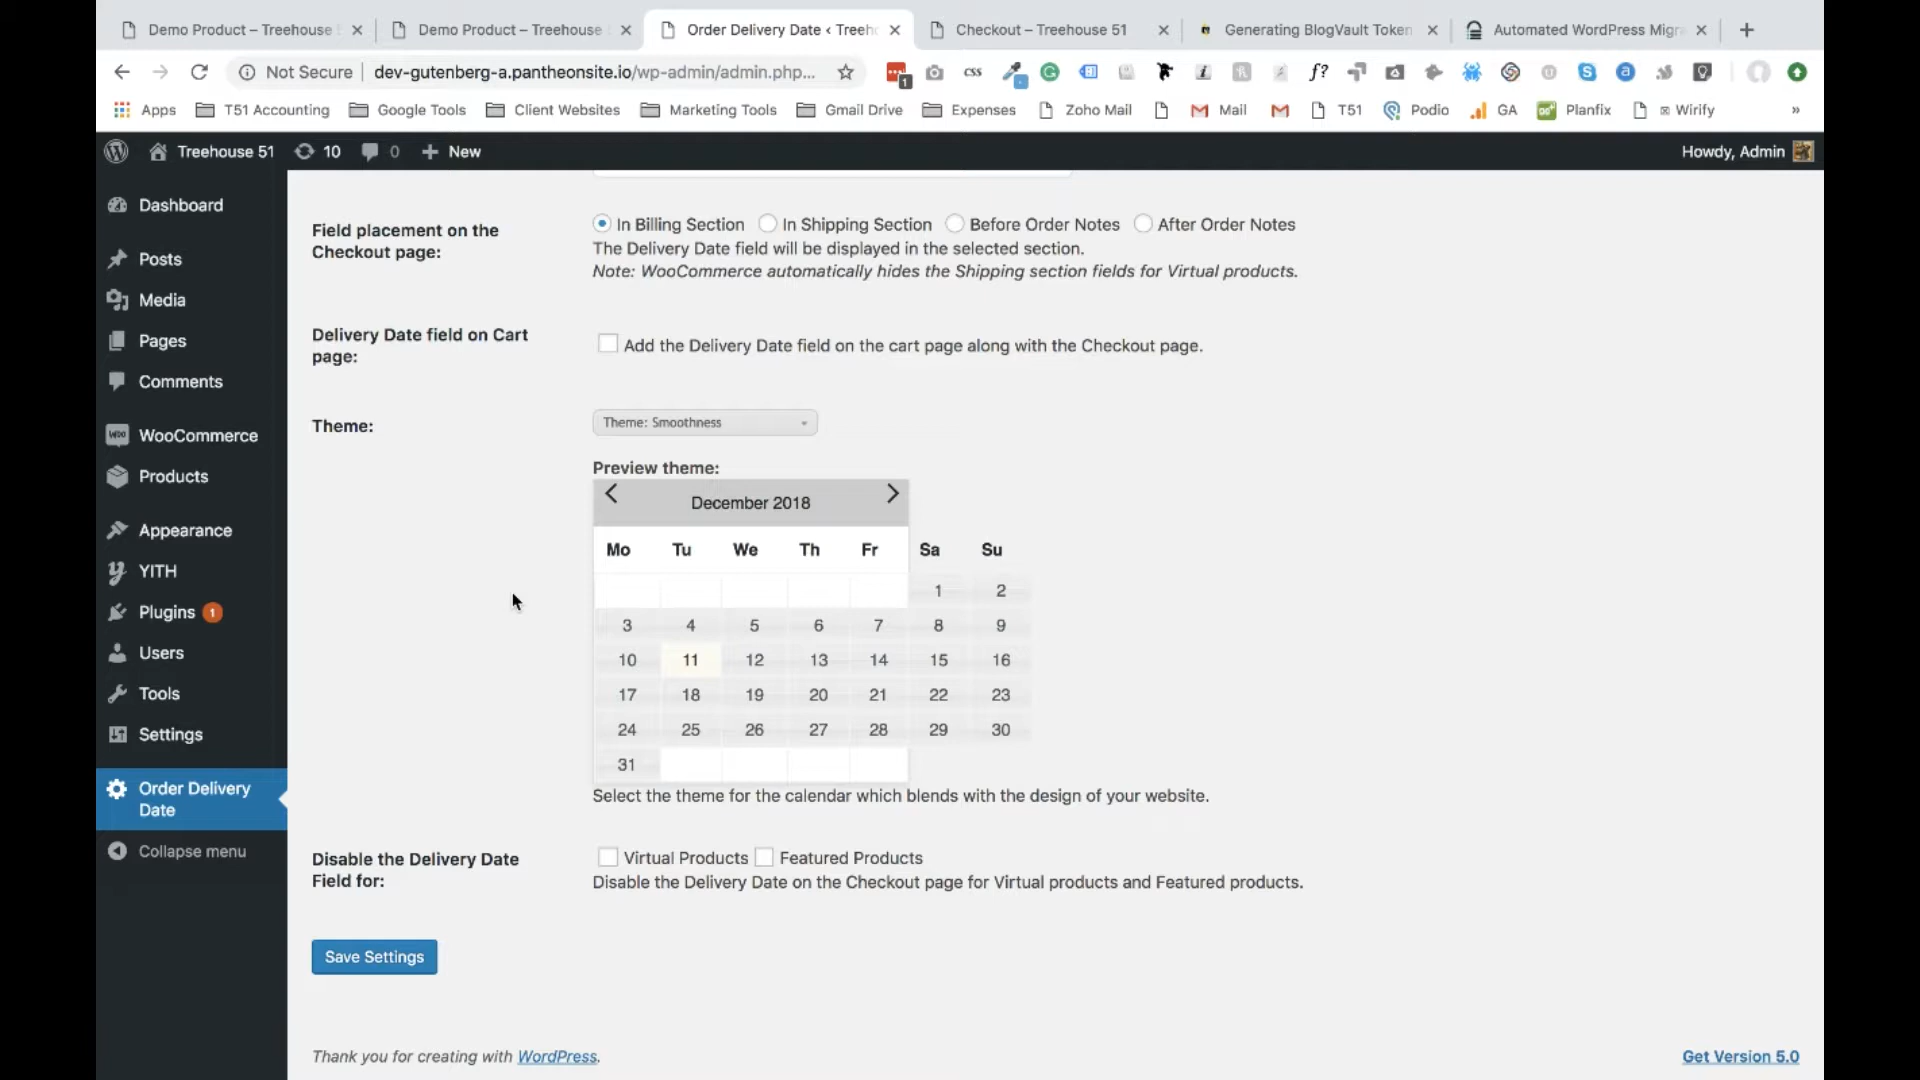 Demo Product – Treehouse
Demo Product – Treehouse
Order Delivery Date ‹ Treeh
Checkout – Treehouse 51
Generating BlogVault Token
Automated WordPress Migra
Not Secure
dev-gutenberg-a.pantheonsite.io/wp-admin/admin.php...
1
css
f?
Apps
T51 Accounting
Google Tools
Client Websites
Marketing Tools
Gmail Drive
Expenses
Zoho Mail
Mail
T51
Podio
GA
Planfix
Wirify
»
Treehouse 51
10
0
New
Howdy, Admin
Dashboard
Posts
Media
Pages
Comments
WooCommerce
Products
Appearance
YITH
Plugins 1
Users
Tools
Settings
Order Delivery
Date
Collapse menu
Field placement on the
Checkout page:
In Billing Section In Shipping Section Before Order Notes After Order Notes
The Delivery Date field will be displayed in the selected section.
Note: WooCommerce automatically hides the Shipping section fields for Virtual products.
Delivery Date field on Cart
page:
Add the Delivery Date field on the cart page along with the Checkout page.
Theme:
Theme: Smoothness
Preview theme:
December 2018
Mo Tu We Th Fr Sa Su
1 2
3 4 5 6 7 8 9
10 11 12 13 14 15 16
17 18 19 20 21 22 23
24 25 26 27 28 29 30
31
Select the theme for the calendar which blends with the design of your website.
Disable the Delivery Date
Field for:
Virtual Products Featured Products
Disable the Delivery Date on the Checkout page for Virtual products and Featured products.
Save Settings
Thank you for creating with WordPress.
Get Version 5.0